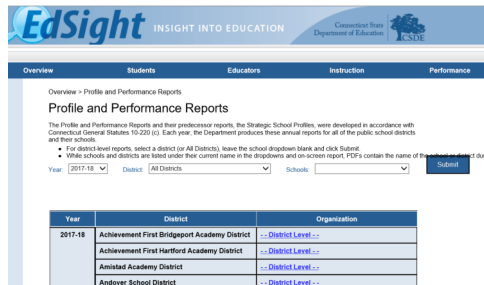 EdSight INSIGHT INTO EDUCATION
Connecticut State
Department of Education
CSDE
Overview Students Educators Instruction Performance
Overview > Profile and Performance Reports
Profile and Performance Reports
The Profile and Performance Reports and their predecessor reports, the Strategic School Profiles, were developed in accordance with
Connecticut General Statutes 10-220 (c). Each year, the Department produces these annual reports for all of the public school districts
and their schools.
• For district-level reports, select a district (or All Districts), leave the school dropdown blank and click Submit.
• While schools and districts are listed under their current name in the dropdowns and on-screen report, PDFs contain the name of the school or district du
Year: 2017-18 District: All Districts Schools: Submit
Year District Organization
2017-18 Achievement First Bridgeport Academy District - - District Level - -
Achievement First Hartford Academy District - - District Level - -
Amistad Academy District - - District Level - -
Andover School District - - District Level - -